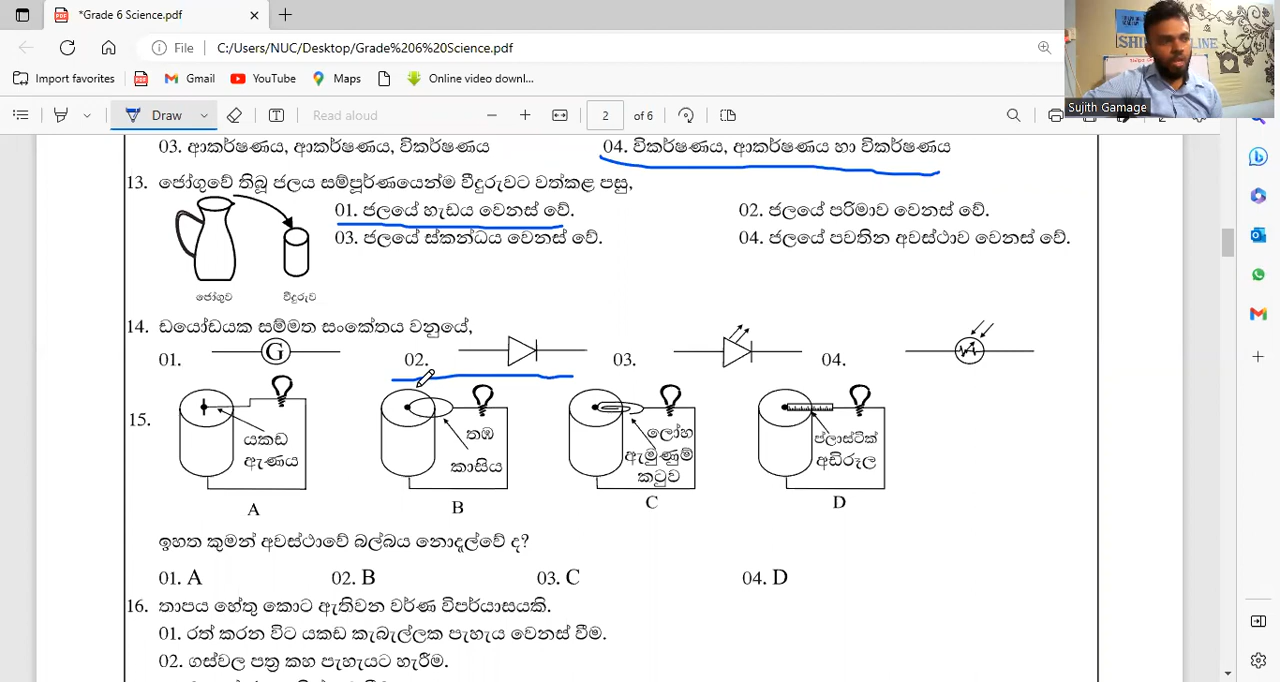 *Grade 6 Science.pdf
File C:/Users/NUC/Desktop/Grade%206%20Science.pdf
Import favorites Gmail YouTube Maps Online video downl...
Draw Read aloud 2 of 6
Sujith Gamage
03. ආකර්ෂණය, ආකර්ෂණය, විකර්ෂණය 04. විකර්ෂණය, ආකර්ෂණය හා විකර්ෂණය
13. ජෝගුවේ තිබූ ජලය සම්පූර්ණයෙන්ම වීදුරුවට වත්කළ පසු,
01. ජලයේ හැඩය වෙනස් වේ. 02. ජලයේ පරිමාව වෙනස් වේ.
03. ජලයේ ස්කන්ධය වෙනස් වේ. 04. ජලයේ පවතින අවස්ථාව වෙනස් වේ.
ජෝගුව වීදුරුව
14. ඩයෝඩයක සම්මත සංකේතය වනුයේ,
01. G 02. 03. 04.
15. යකඩ ඇණය තඹ කාසිය ලෝහ ඇමුණුම් කටුව ප්ලාස්ටික් අඩිරූල
A B C D
ඉහත කුමන් අවස්ථාවේ බල්බය නොදැල්වේ ද?
01. A 02. B 03. C 04. D
16. තාපය හේතු කොට ඇතිවන වර්ණ විපර්යාසයකි.
01. රත් කරන විට යකඩ කැබැල්ලක පැහැය වෙනස් වීම.
02. ගස්වල පත්‍ර කහ පැහැයට හැරීම.